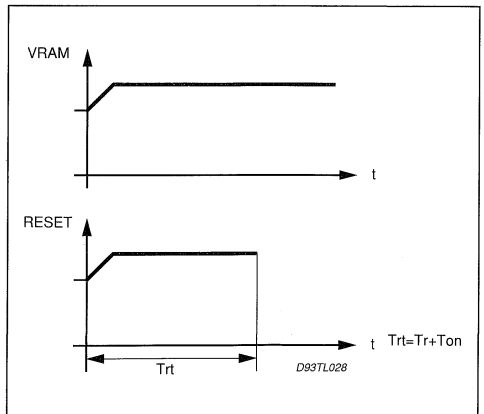 VRAM
t
RESET
t Trt=Tr+Ton
Trt
D93TL028